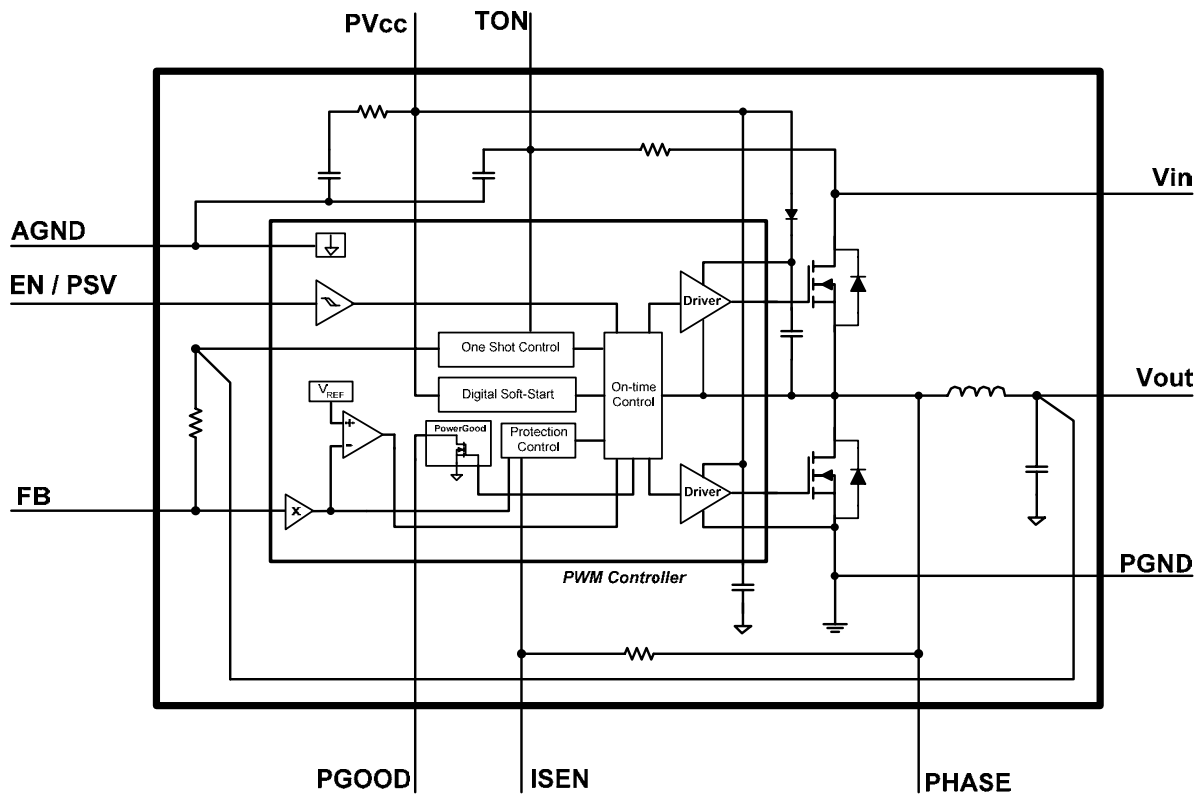 PVcc
TON
Vin
AGND
EN / PSV
Driver
One Shot Control
On-time
Control
VREF
Digital Soft-Start
Vout
+
-
PowerGood
Protection
Control
FB
x
Driver
PWM Controller
PGND
PGOOD
ISEN
PHASE